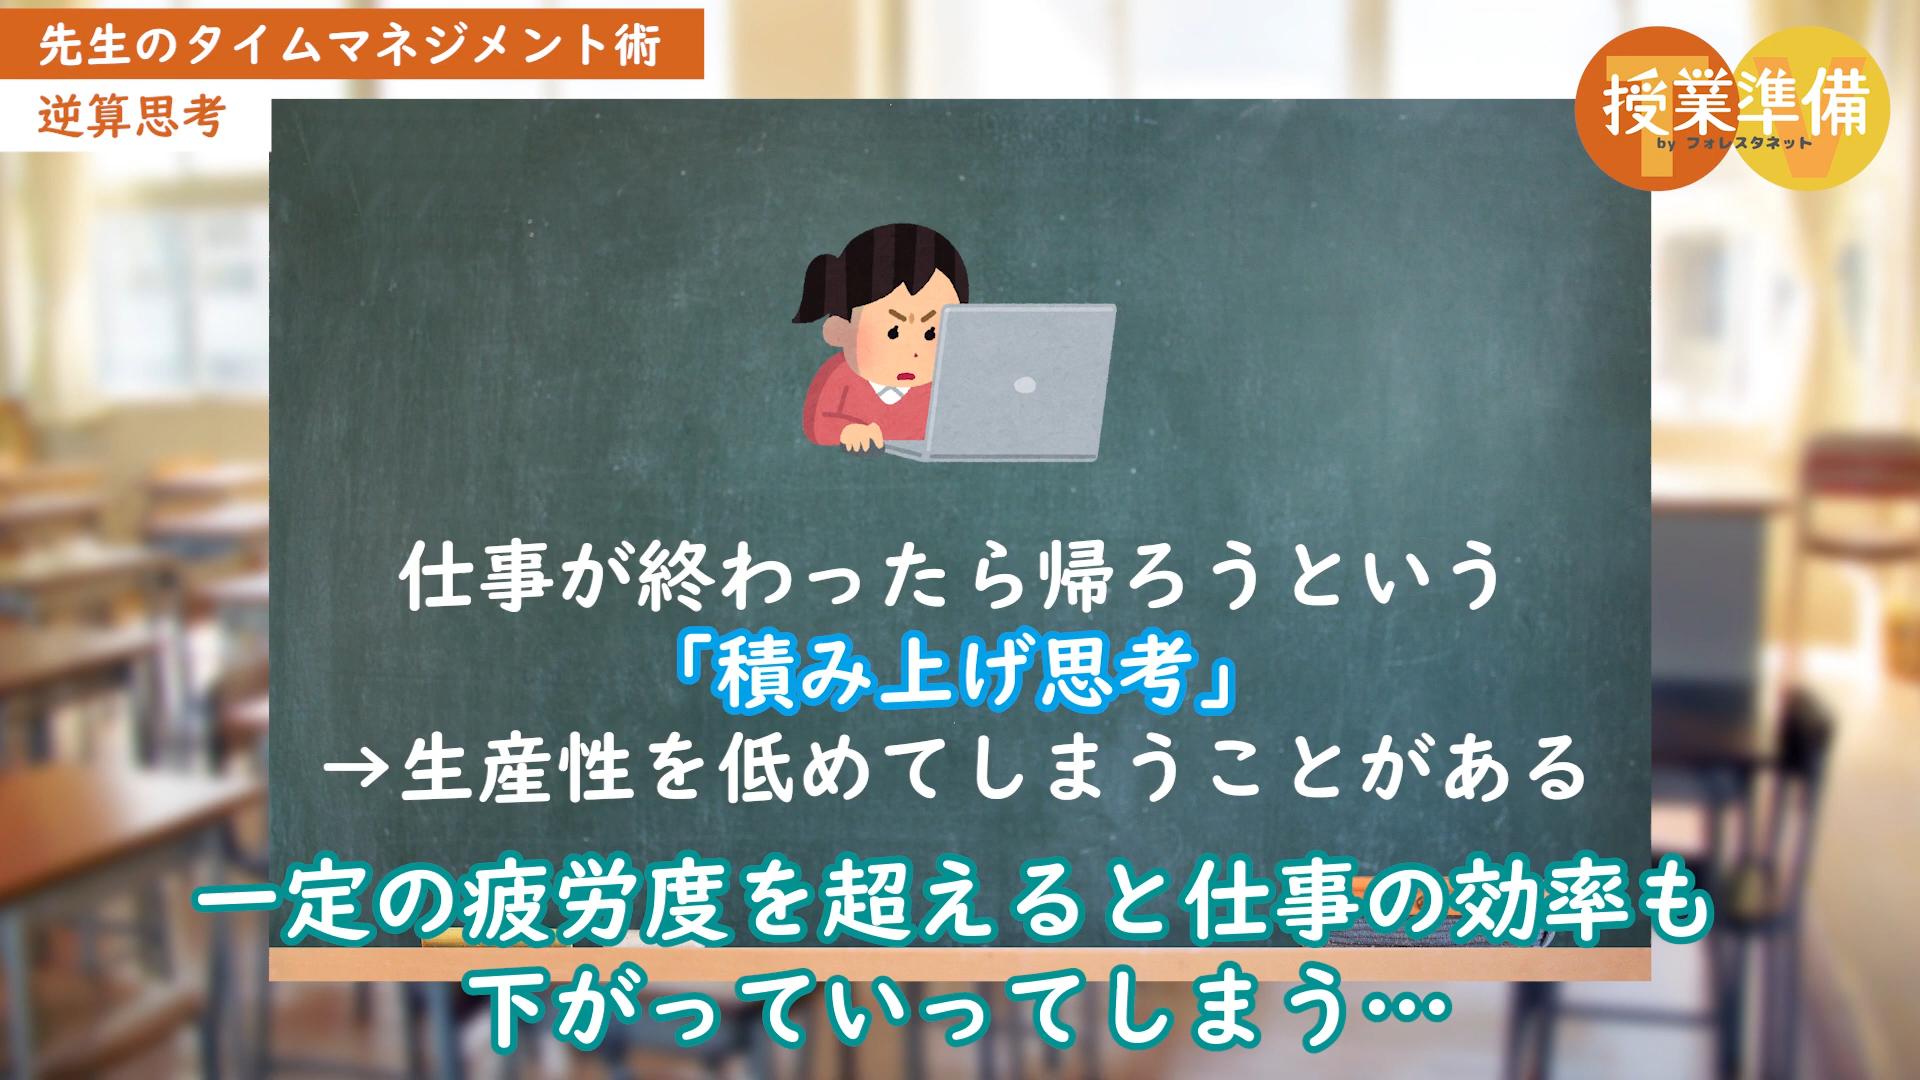 先生のタイムマネジメント術
逆算思考
TV
授業準備
by フォレスタネット
仕事が終わったら帰ろうという
「積み上げ思考」
→生産性を低めてしまうことがある
一定の疲労度を超えると仕事の効率も
下がっていってしまう…